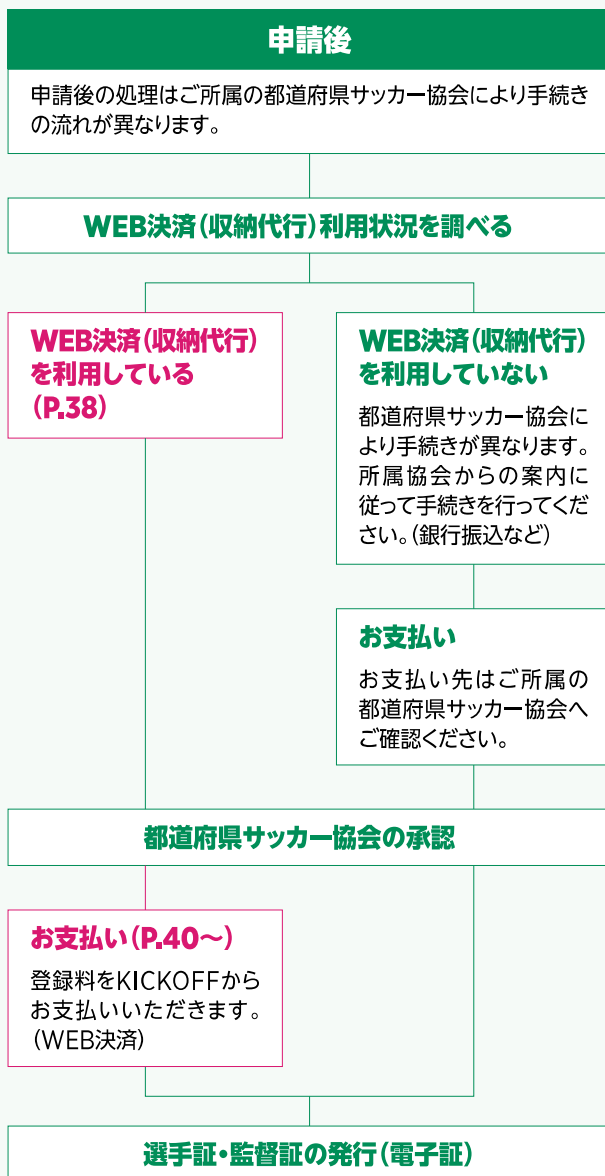 申請後
申請後の処理はご所属の都道府県サッカー協会により手続き
の流れが異なります。
WEB決済(収納代行)利用状況を調べる
WEB決済(収納代行)
を利用している
(P.38)
WEB決済(収納代行)
を利用していない
都道府県サッカー協会に
より手続きが異なります。
所属協会からの案内に
従って手続きを行ってくだ
さい。(銀行振込など)
お支払い
お支払い先はご所属の
都道府県サッカー協会へ
ご確認ください。
都道府県サッカー協会の承認
お支払い(P.40〜)
登録料をKICKOFFから
お支払いいただきます。
(WEB決済)
選手証・監督証の発行(電子証)